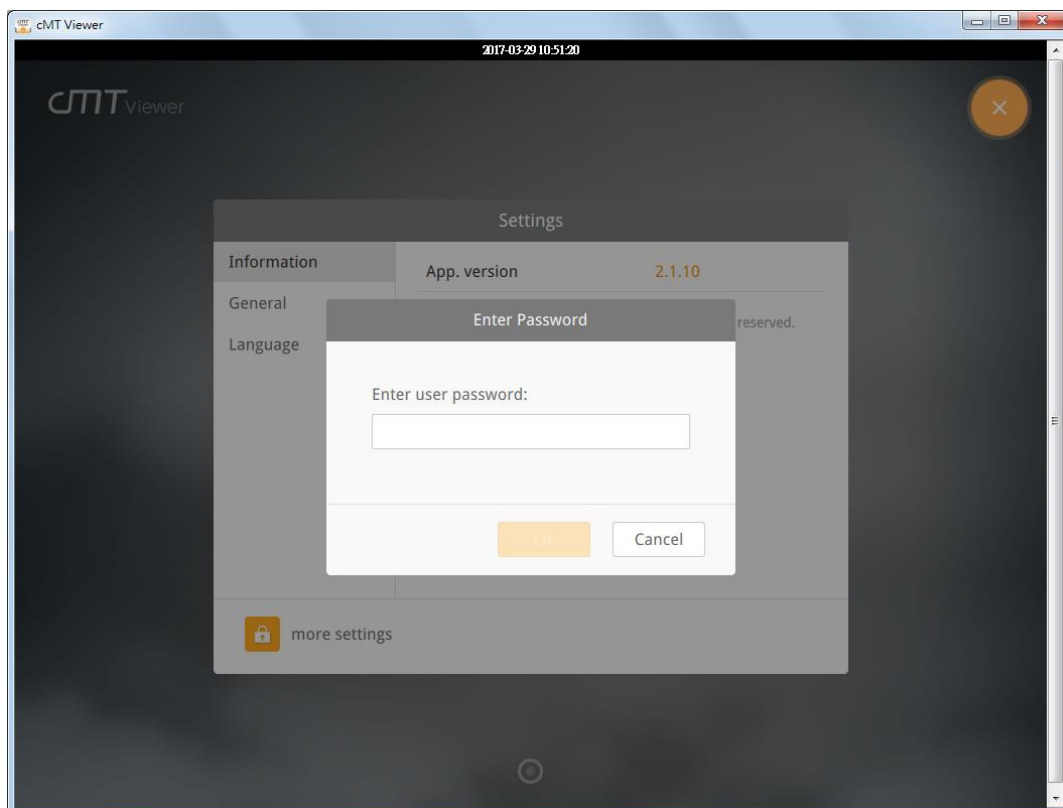 cMT Viewer
2017-03-29 10:51:20
cMT Viewer
Settings
Information
App. version 2.1.10
General
Enter Password
reserved.
Language
Enter user password:
OK Cancel
more settings